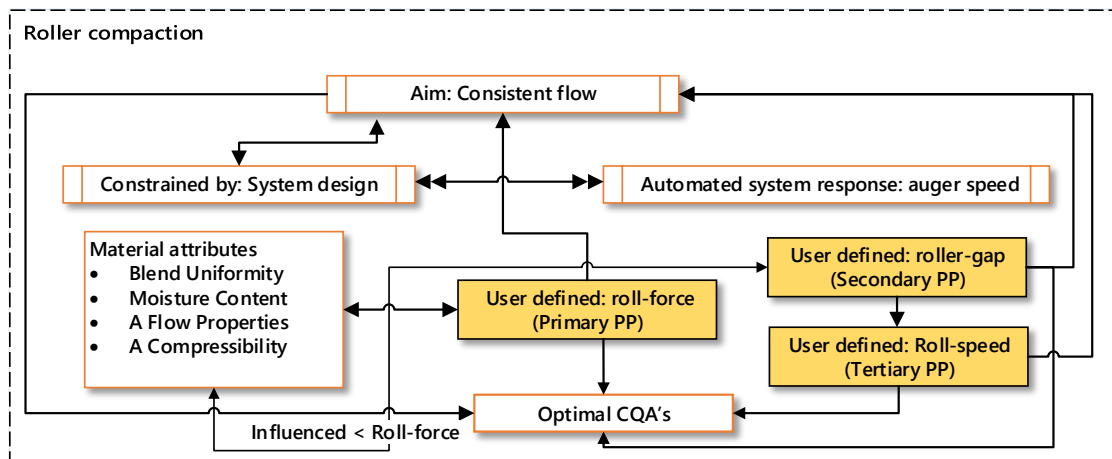 Roller compaction
Aim: Consistent flow
Constrained by: System design
Automated system response: auger speed
Material attributes
• Blend Uniformity
• Moisture Content
• A Flow Properties
• A Compressibility
User defined: roll-force
(Primary PP)
User defined: roller-gap
(Secondary PP)
User defined: Roll-speed
(Tertiary PP)
Optimal CQA's
Influenced < Roll-force